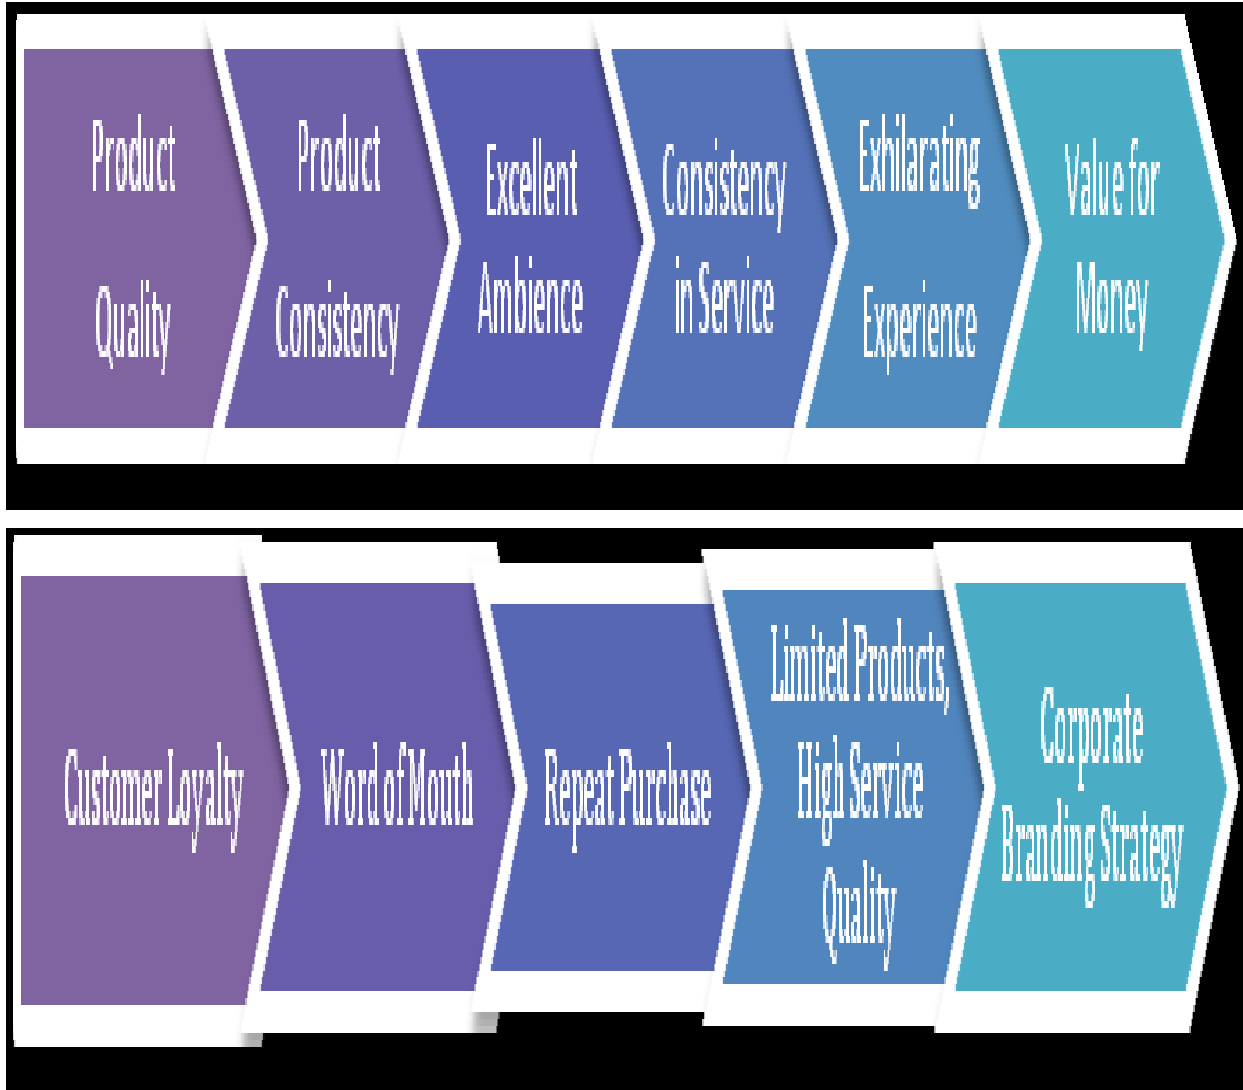 Product
Quality
Product
Consistency
Excellent
Ambience
Consistency
in Service
Exhilarating
Experience
Value for
Money
Customer Loyalty
Word of Mouth
Repeat Purchase
Limited Products,
High Service
Quality
Corporate
Branding Strategy